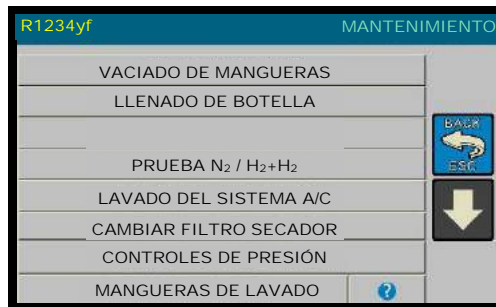 R1234yf MANTENIMIENTO
VACIADO DE MANGUERAS
LLENADO DE BOTELLA
BACK
PRUEBA N₂ / H₂+H₂
ESC
LAVADO DEL SISTEMA A/C
CAMBIAR FILTRO SECADOR
CONTROLES DE PRESIÓN
MANGUERAS DE LAVADO ?